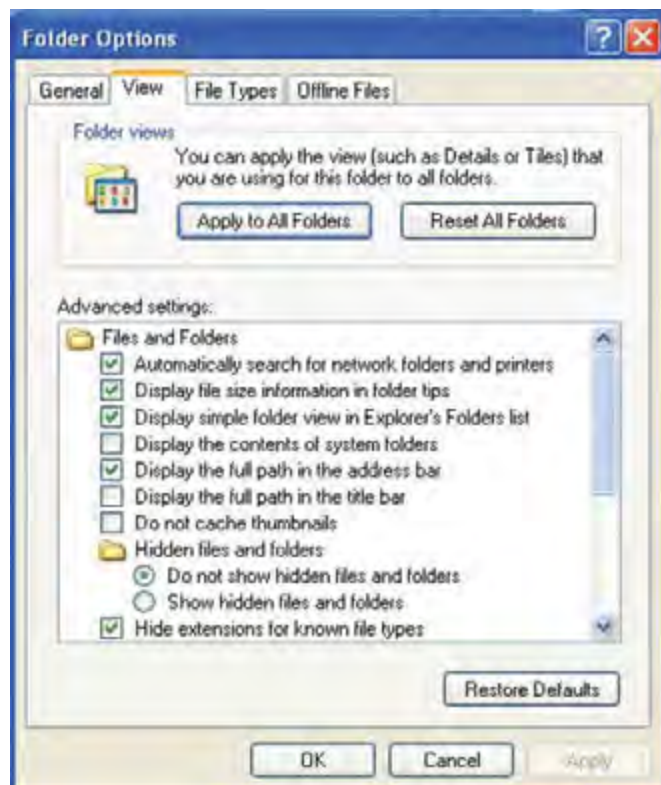 Folder Options
General View File Types Offline Files
Folder views
You can apply the view (such as Details or Tiles) that
you are using for this folder to all folders.
Apply to All Folders Reset All Folders
Advanced settings:
Files and Folders
Automatically search for network folders and printers
Display file size information in folder tips
Display simple folder view in Explorer's Folders list
Display the contents of system folders
Display the full path in the address bar
Display the full path in the title bar
Do not cache thumbnails
Hidden files and folders
Do not show hidden files and folders
Show hidden files and folders
Hide extensions for known file types
Restore Defaults
OK Cancel Apply